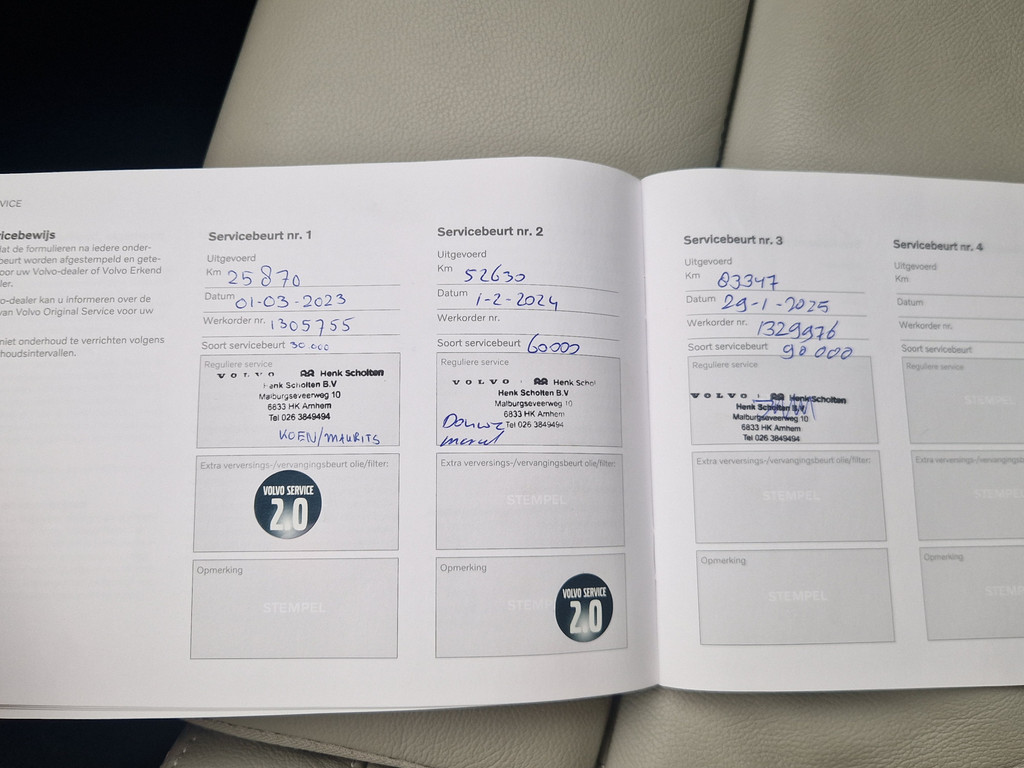 VICE
icebewijs
dat de formulieren na iedere onder-
beurt worden afgestempeld en gete-
oor uw Volvo-dealer of Volvo Erkend
ler.
o-dealer kan u informeren over de
van Volvo Original Service voor uw
niet onderhoud te verrichten volgens
houdsintervallen.
Servicebeurt nr. 1
Uitgevoerd
Km 25870
Datum 01-03-2023
Werkorder nr. 1305755
Soort servicebeurt 30.000
Reguliere service
VOLVO Henk Scholten
Henk Scholten B.V
Malburgseveerweg 10
6833 HK Arnhem
Tel 026 3849494
KOEN/MAURITS
Extra verversings-/vervangingsbeurt olie/filter:
VOLVO SERVICE
2.0
Opmerking
STEMPEL
Servicebeurt nr. 2
Uitgevoerd
Km 52630
Datum 1-2-2024
Werkorder nr.
Soort servicebeurt 60000
Reguliere service
VOLVO Henk Schol
Henk Scholten B.V
Malburgseveerweg 10
6833 HK Arnhem
Tel 026 3849494
marcel
Extra verversings-/vervangingsbeurt olie/filter:
STEMPEL
Opmerking
STEMPEL
VOLVO SERVICE
2.0
Servicebeurt nr. 3
Uitgevoerd
Km 83347
Datum 29-1-2025
Werkorder nr. 1329976
Soort servicebeurt 90000
Reguliere service
VOLVO Henk Scholten
Henk Scholten B.V
Malburgseveerweg 10
6833 HK Arnhem
Tel 026 3849494
Extra verversings-/vervangingsbeurt olie/filter:
STEMPEL
Opmerking
STEMPEL
Servicebeurt nr. 4
Uitgevoerd
Km
Datum
Werkorder nr.
Soort servicebeurt
Reguliere service
STEMPEL
Extra verversings-/vervangingsb
STEMPEL
Opmerking
STE